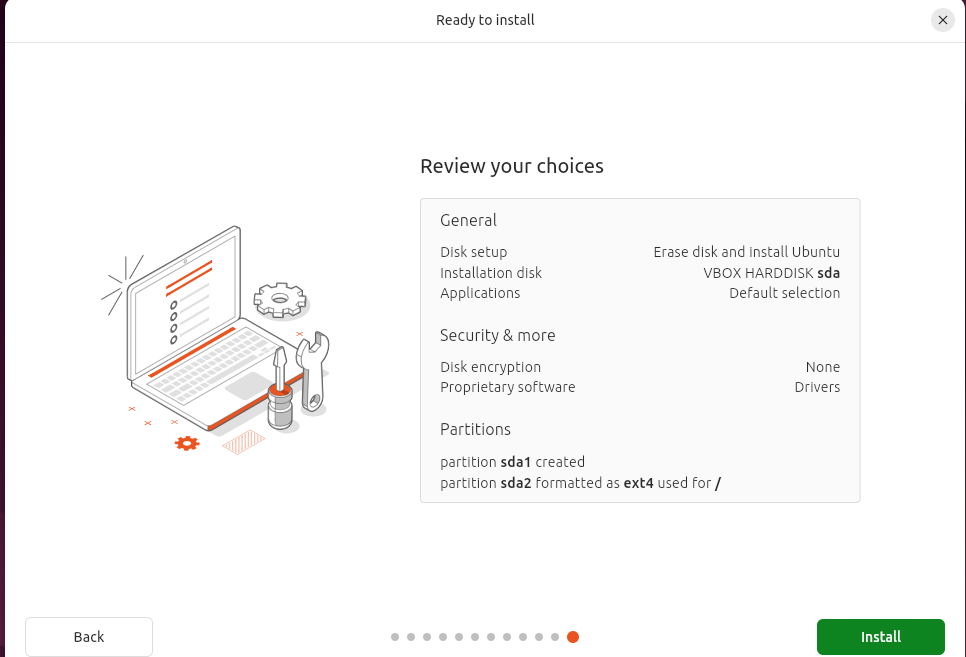 Ready to install
Review your choices
General
Disk setup Erase disk and install Ubuntu
Installation disk VBOX HARDDISK sda
Applications Default selection
Security & more
Disk encryption None
Proprietary software Drivers
Partitions
partition sda1 created
partition sda2 formatted as ext4 used for /
Back Install